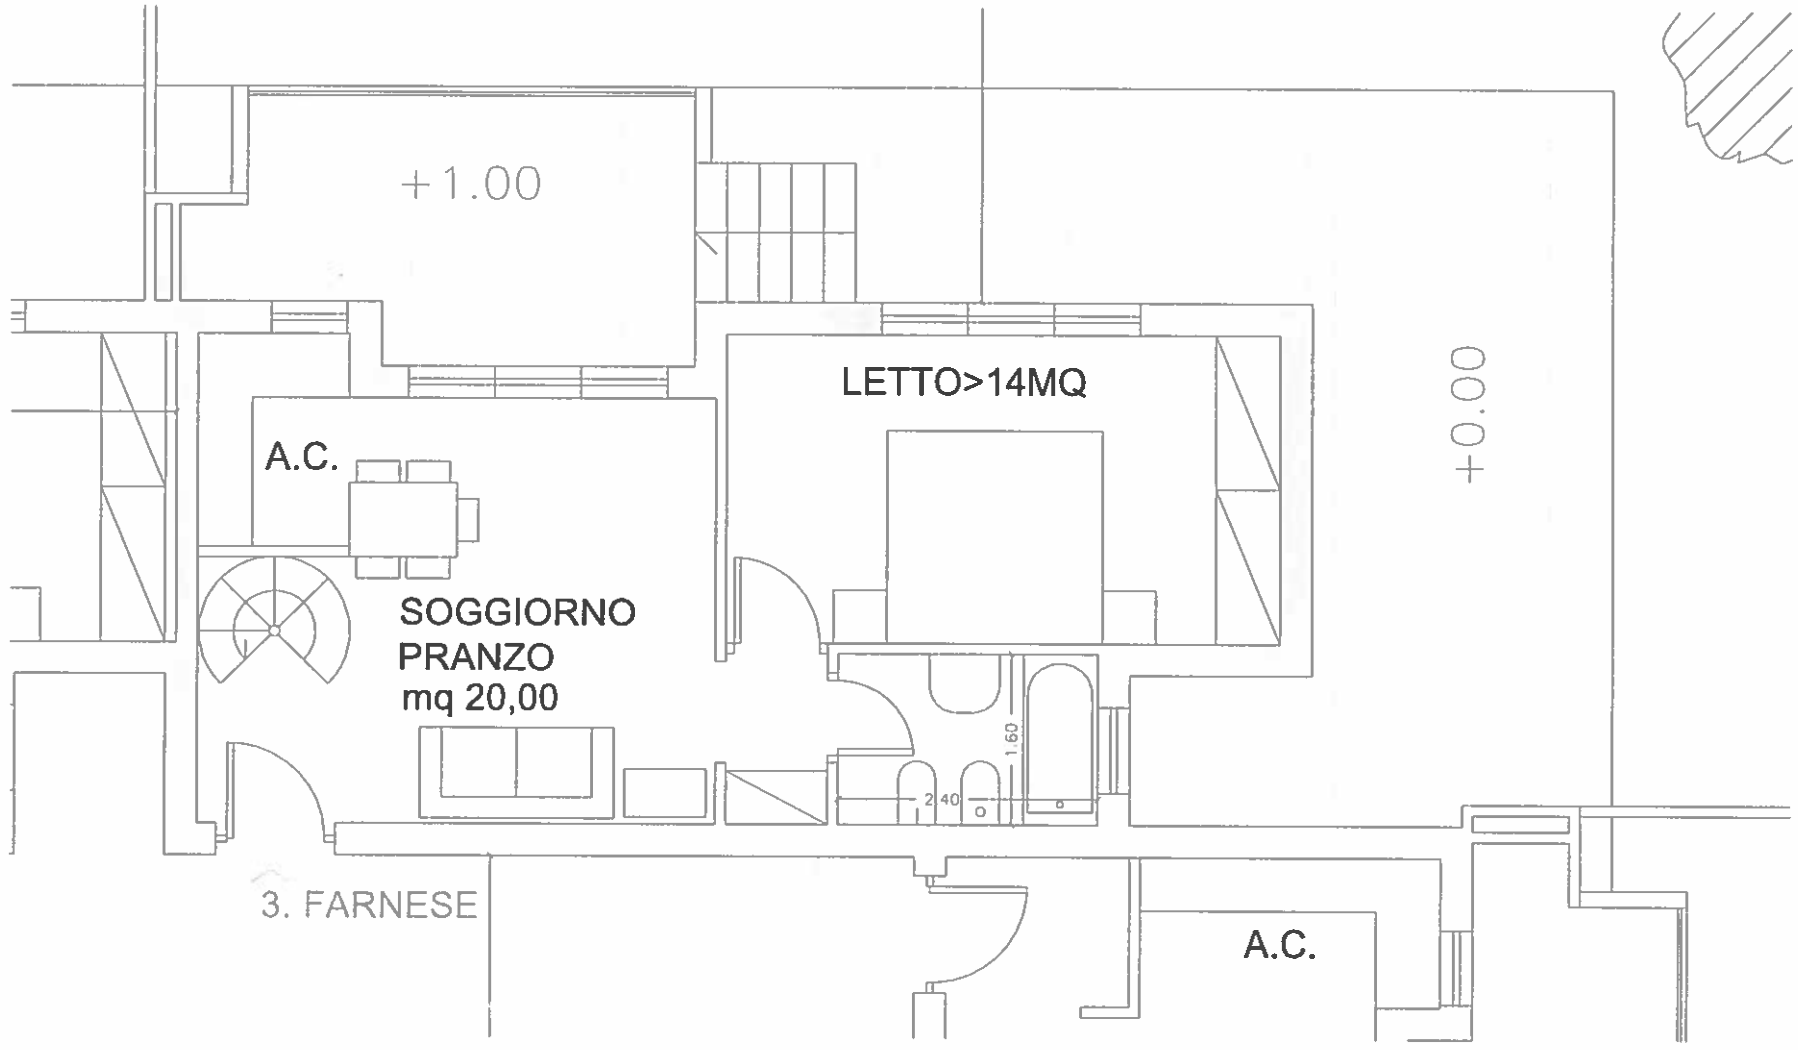 +1.00
LETTO>14MQ
+0.00
A.C.
SOGGIORNO
PRANZO
mq 20,00
1.60
2.40
3. FARNESE
A.C.